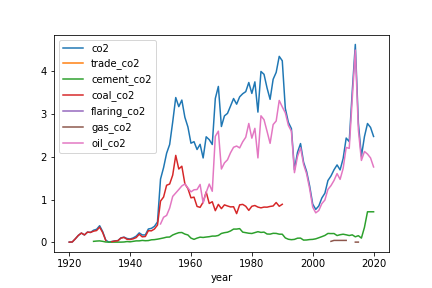 co2
trade_co2
cement_co2
coal_co2
flaring_co2
gas_co2
oil_co2
4
3
2
1
0
1920 1940 1960 1980 2000 2020
year